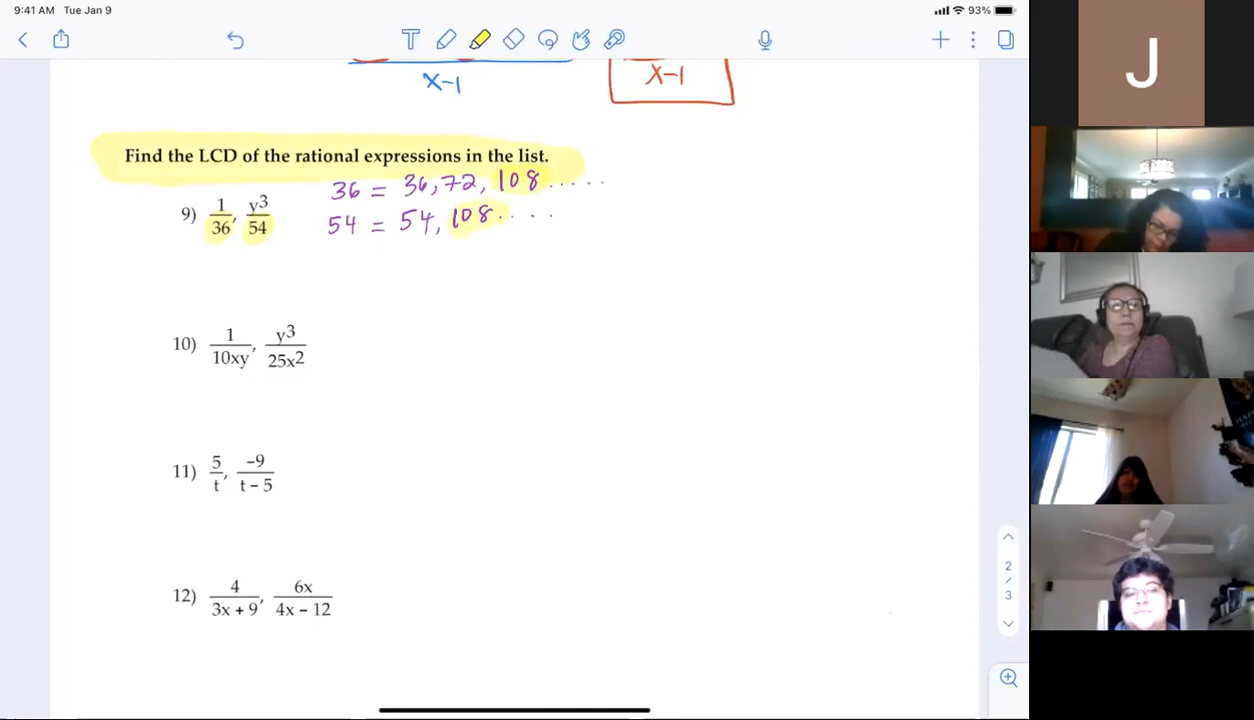 9:41 AM Tue Jan 9
93%
T
x-1
x-1
Find the LCD of the rational expressions in the list.
9) 1/36, y³/54
36 = 36, 72, 108 .....
54 = 54, 108 ....
10) 1/10xy, y³/25x²
11) 5/t, −9/t − 5
12) 4/3x + 9, 6x/4x − 12
2
/
3
J